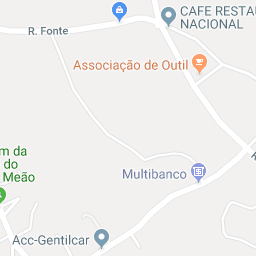 CAFE RESTAU
NACIONAL
R. Fonte
Associação de Outil
m da
do
Meão
Multibanco
Acc-Gentilcar